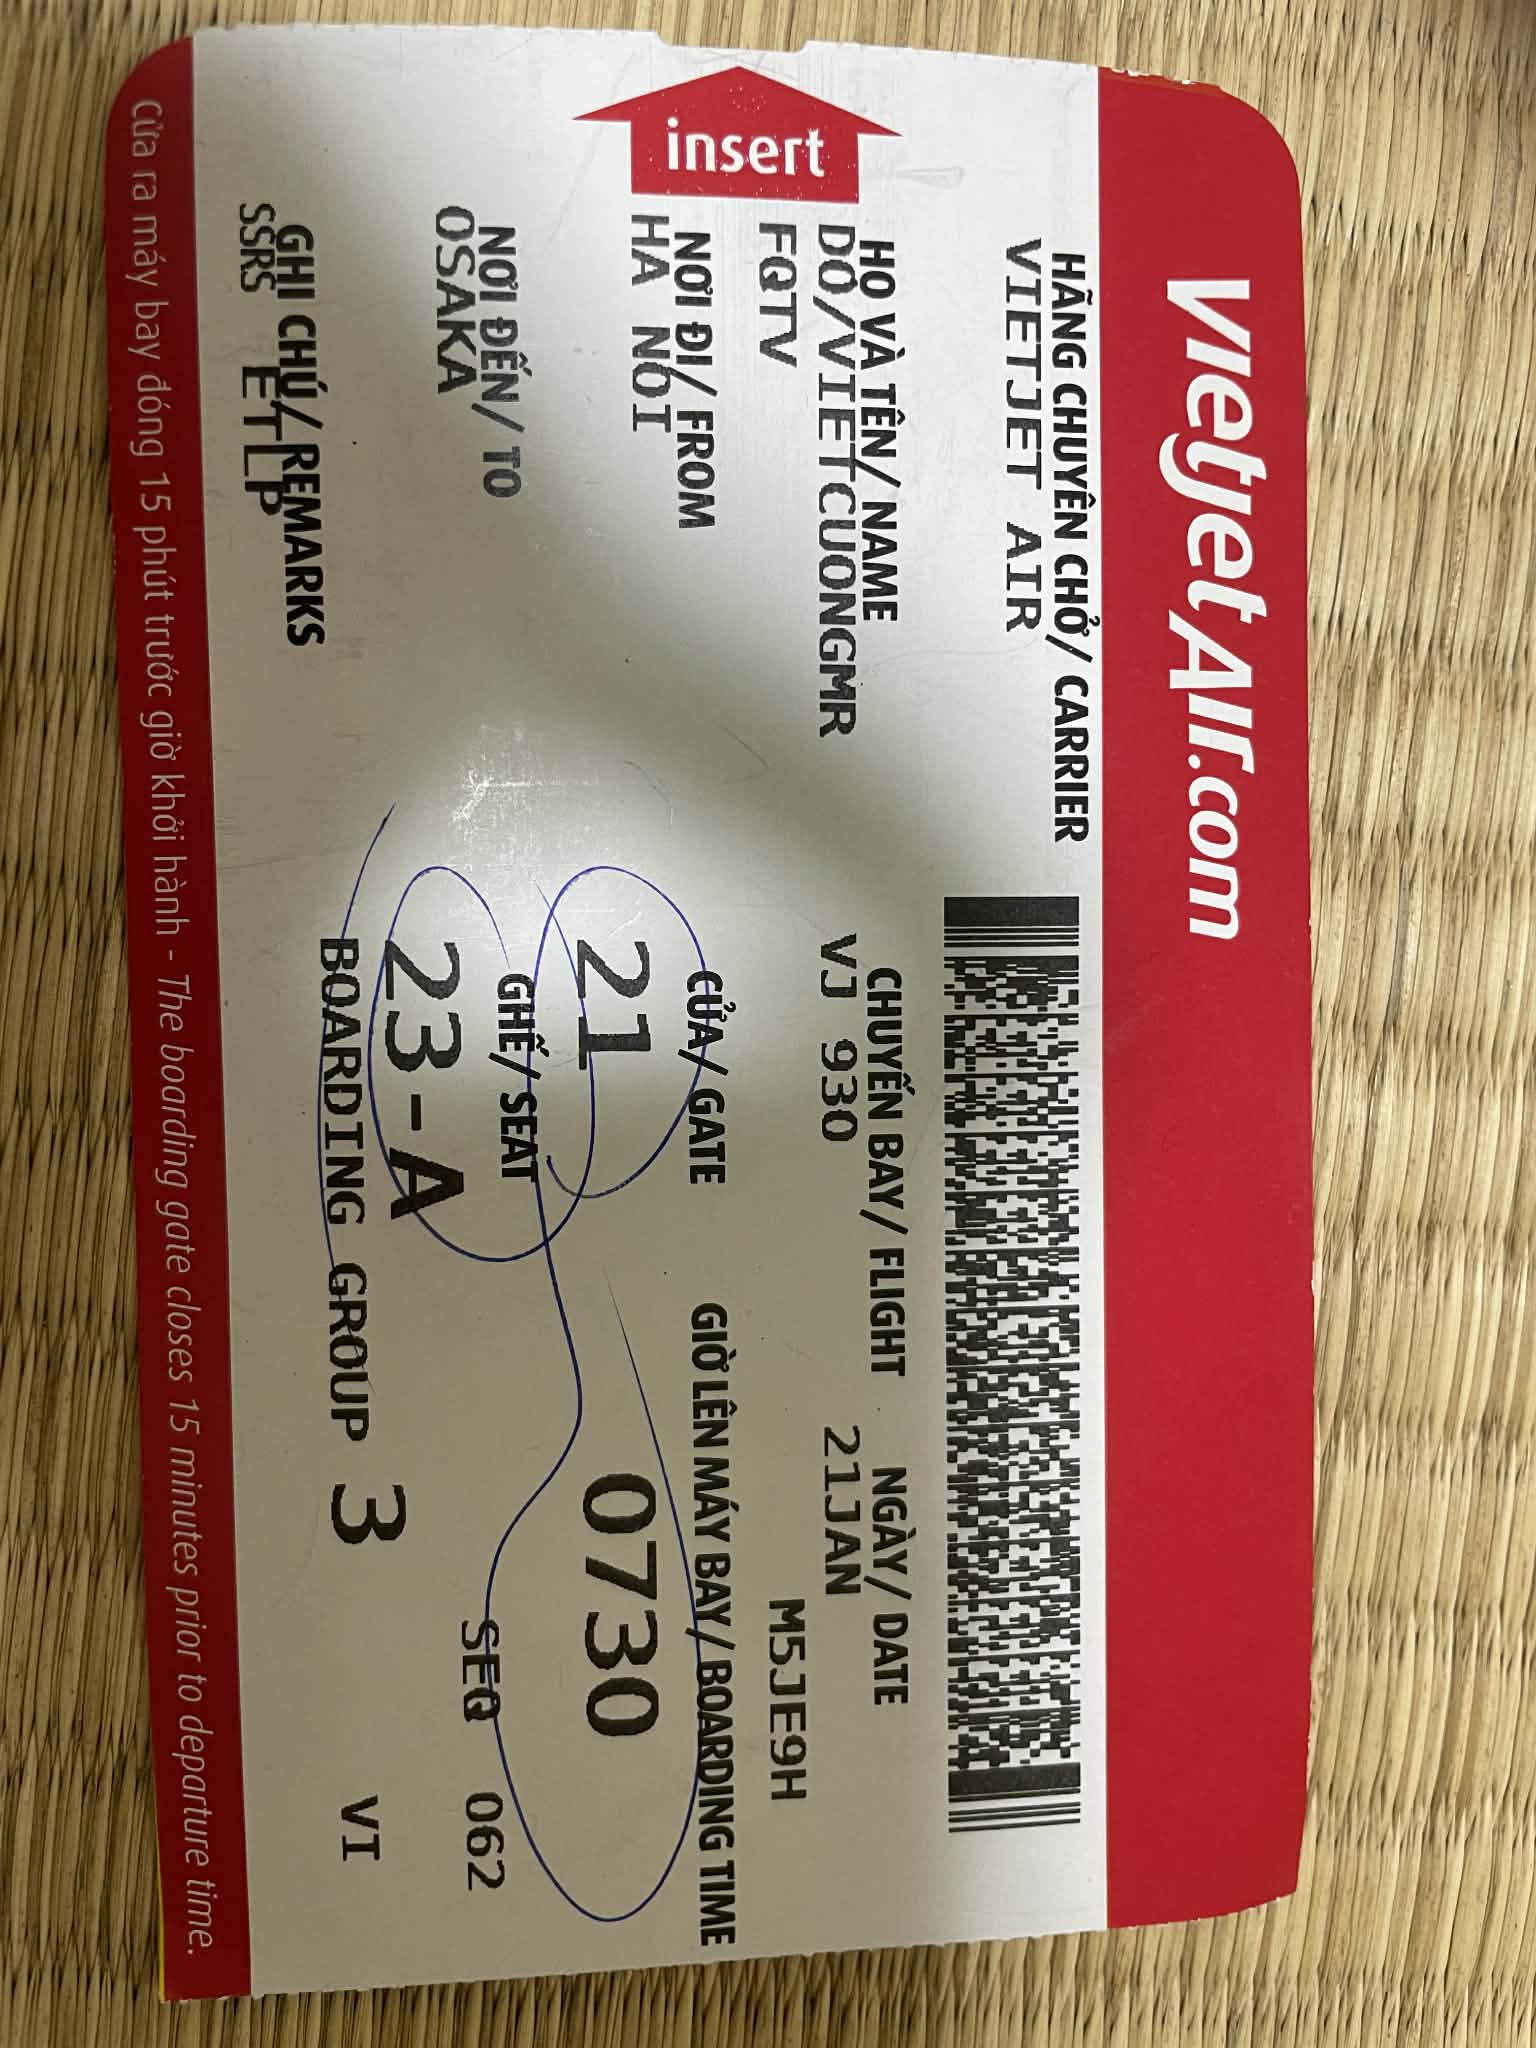 vietjetAir.com
HÃNG CHUYÊN CHỞ/ CARRIER
VIETJET AIR
HỌ VÀ TÊN/ NAME
DO/VIETCUONGMR
CHUYẾN BAY/ FLIGHT
VJ 930
NGÀY/ DATE
21JAN
FQTV
M5JE9H
insert
NƠI ĐI/ FROM
HA NOI
CỬA/ GATE
21
GIỜ LÊN MÁY BAY/ BOARDING TIME
0730
NƠI ĐẾN/ TO
OSAKA
GHẾ/ SEAT
23-A
SEQ 062
GHI CHÚ/ REMARKS
SSRS ETLP
BOARDING GROUP 3 VI
Cửa ra máy bay đóng 15 phút trước giờ khởi hành - The boarding gate closes 15 minutes prior to departure time.